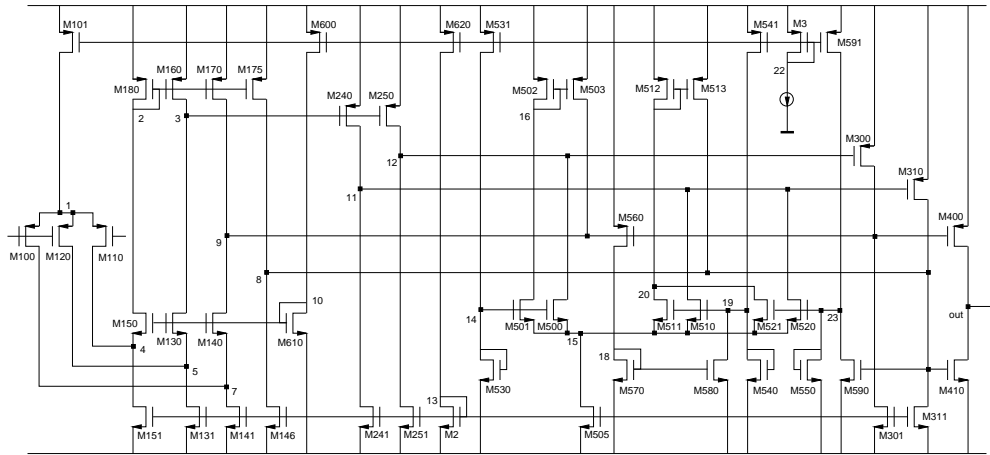 M101 M600 M620 M531 M541 M3 M591
22
M180 M160 M170 M175 M240 M250 M502 M503 M512 M513
2 3 16
12 M300
11 M310
1 M560 M400
M100 M120 M110 9
8
10 20 19
M150 M130 M140 M610 14 M501 M500 M511 M510 M521 M520 23 out
4 15
5 18
7 M530 M570 M580 M540 M550 M590 M410
13
M151 M131 M141 M146 M241 M251 M2 M505 M301 M311